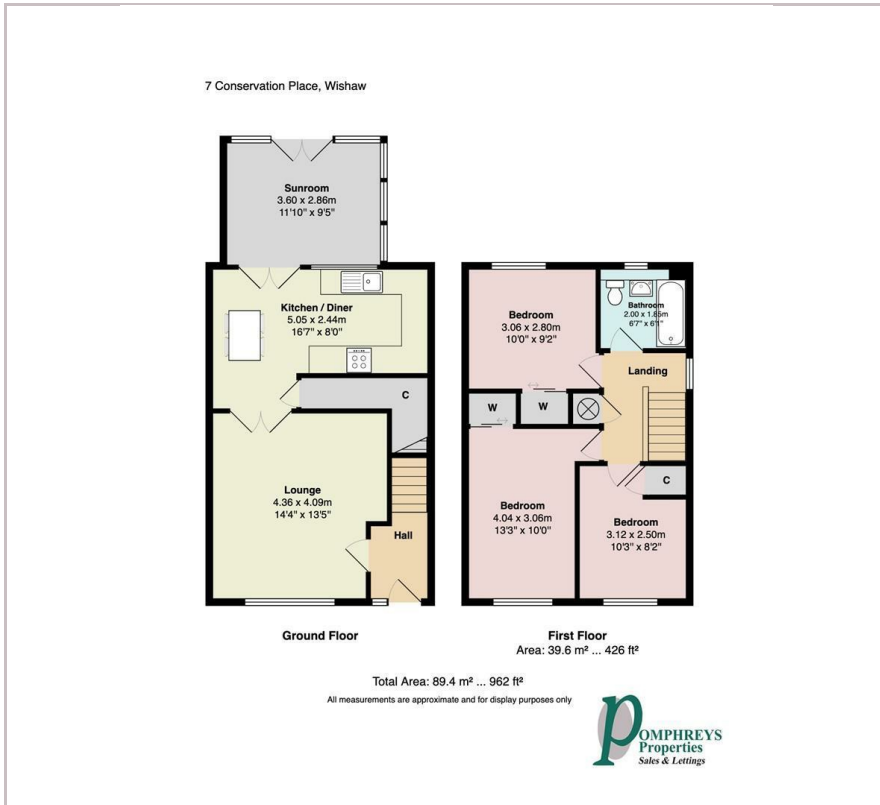 7 Conservation Place, Wishaw
Sunroom
3.60 x 2.86m
11'10" x 9'5"
Kitchen / Diner
5.05 x 2.44m
16'7" x 8'0"
C
Lounge
4.36 x 4.09m
14'4" x 13'5"
Hall
Ground Floor
Bedroom
3.06 x 2.80m
10'0" x 9'2"
Bathroom
2.00 x 1.85m
6'7" x 6'1"
Landing
W
W
C
Bedroom
4.04 x 3.06m
13'3" x 10'0"
Bedroom
3.12 x 2.50m
10'3" x 8'2"
First Floor
Area: 39.6 m² ... 426 ft²
Total Area: 89.4 m² ... 962 ft²
All measurements are approximate and for display purposes only
POMPHREYS
Properties
Sales & Lettings